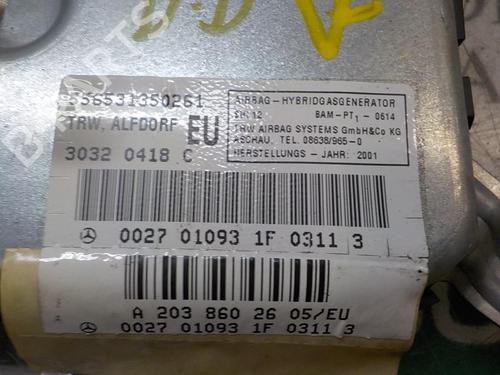 556531350261
TRW, ALFDORF EU
3032 0418 C
AIRBAG-HYBRIDGASGENERATOR
SHI12 BAM-PT1-0614
TRW AIRBAG SYSTEMS GmbH&Co KG
ASCHAU, TEL. 08638/965-0
HERSTELLUNGS-JAHR: 2001
0027 01093 1F 0311 3
A 203 860 26 05/EU
0027 01093 1F 0311 3